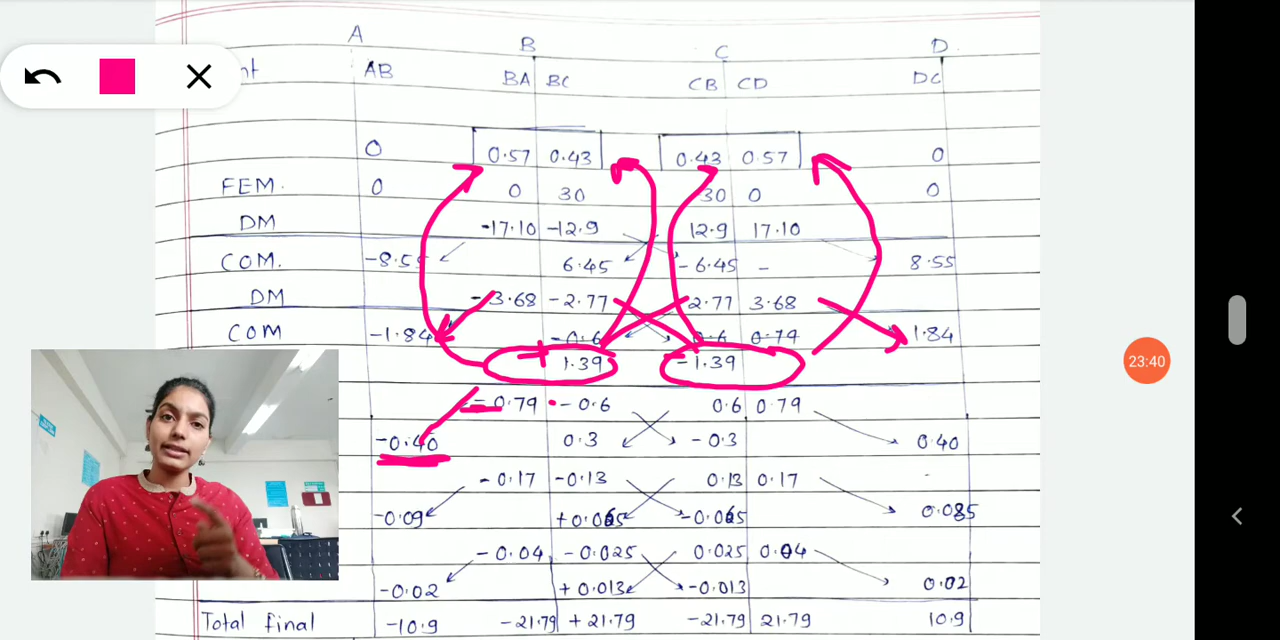 A B C D
nt AB BA BC CB CD DC
0 0.57 0.43 0.43 0.57 0
FEM. 0 0 30 30 0 0
DM -17.10 -12.9 12.9 17.10
COM. -8.55 6.45 -6.45 - 8.55
DM -3.68 -2.77 2.77 3.68
COM -1.84 -0.6 0.6 0.79 1.84
+ 1.39 -1.39
-0.79 -0.6 0.6 0.79
-0.40 0.3 -0.3 0.40
-0.17 -0.13 0.13 0.17 -
-0.09 +0.065 -0.065 0.085
-0.04 -0.025 0.025 0.04
-0.02 +0.013 -0.013 0.02
Total final -10.9 -21.79 +21.79 -21.79 21.79 10.9
23:40